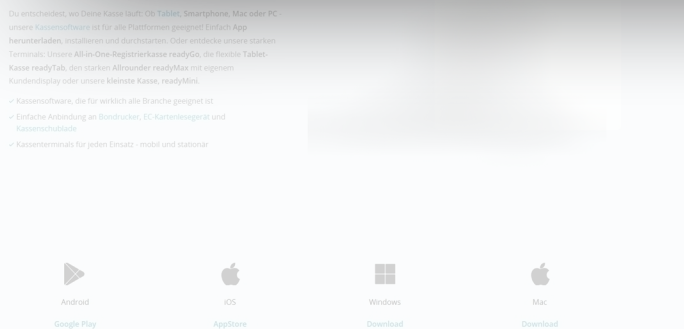 Du entscheidest, wo Deine Kasse läuft: Ob Tablet, Smartphone, Mac oder PC -
unsere Kassensoftware ist für alle Plattformen geeignet! Einfach App
herunterladen, installieren und durchstarten. Oder entdecke unsere starken
Terminals: Unsere All-in-One-Registrierkasse readyGo, die flexible Tablet-
Kasse readyTab, den starken Allrounder readyMax mit eigenem
Kundendisplay oder unsere kleinste Kasse, readyMini.
✓ Kassensoftware, die für wirklich alle Branche geeignet ist
✓ Einfache Anbindung an Bondrucker, EC-Kartenlesegerät und
Kassenschublade
✓ Kassenterminals für jeden Einsatz - mobil und stationär
Android
iOS
Windows
Mac
Google Play
AppStore
Download
Download